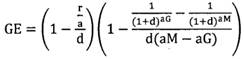 GE = (1 − (r/a)/d) (1 − (1/(1+d)^aG − 1/(1+d)^aM)/(d(aM − aG)))